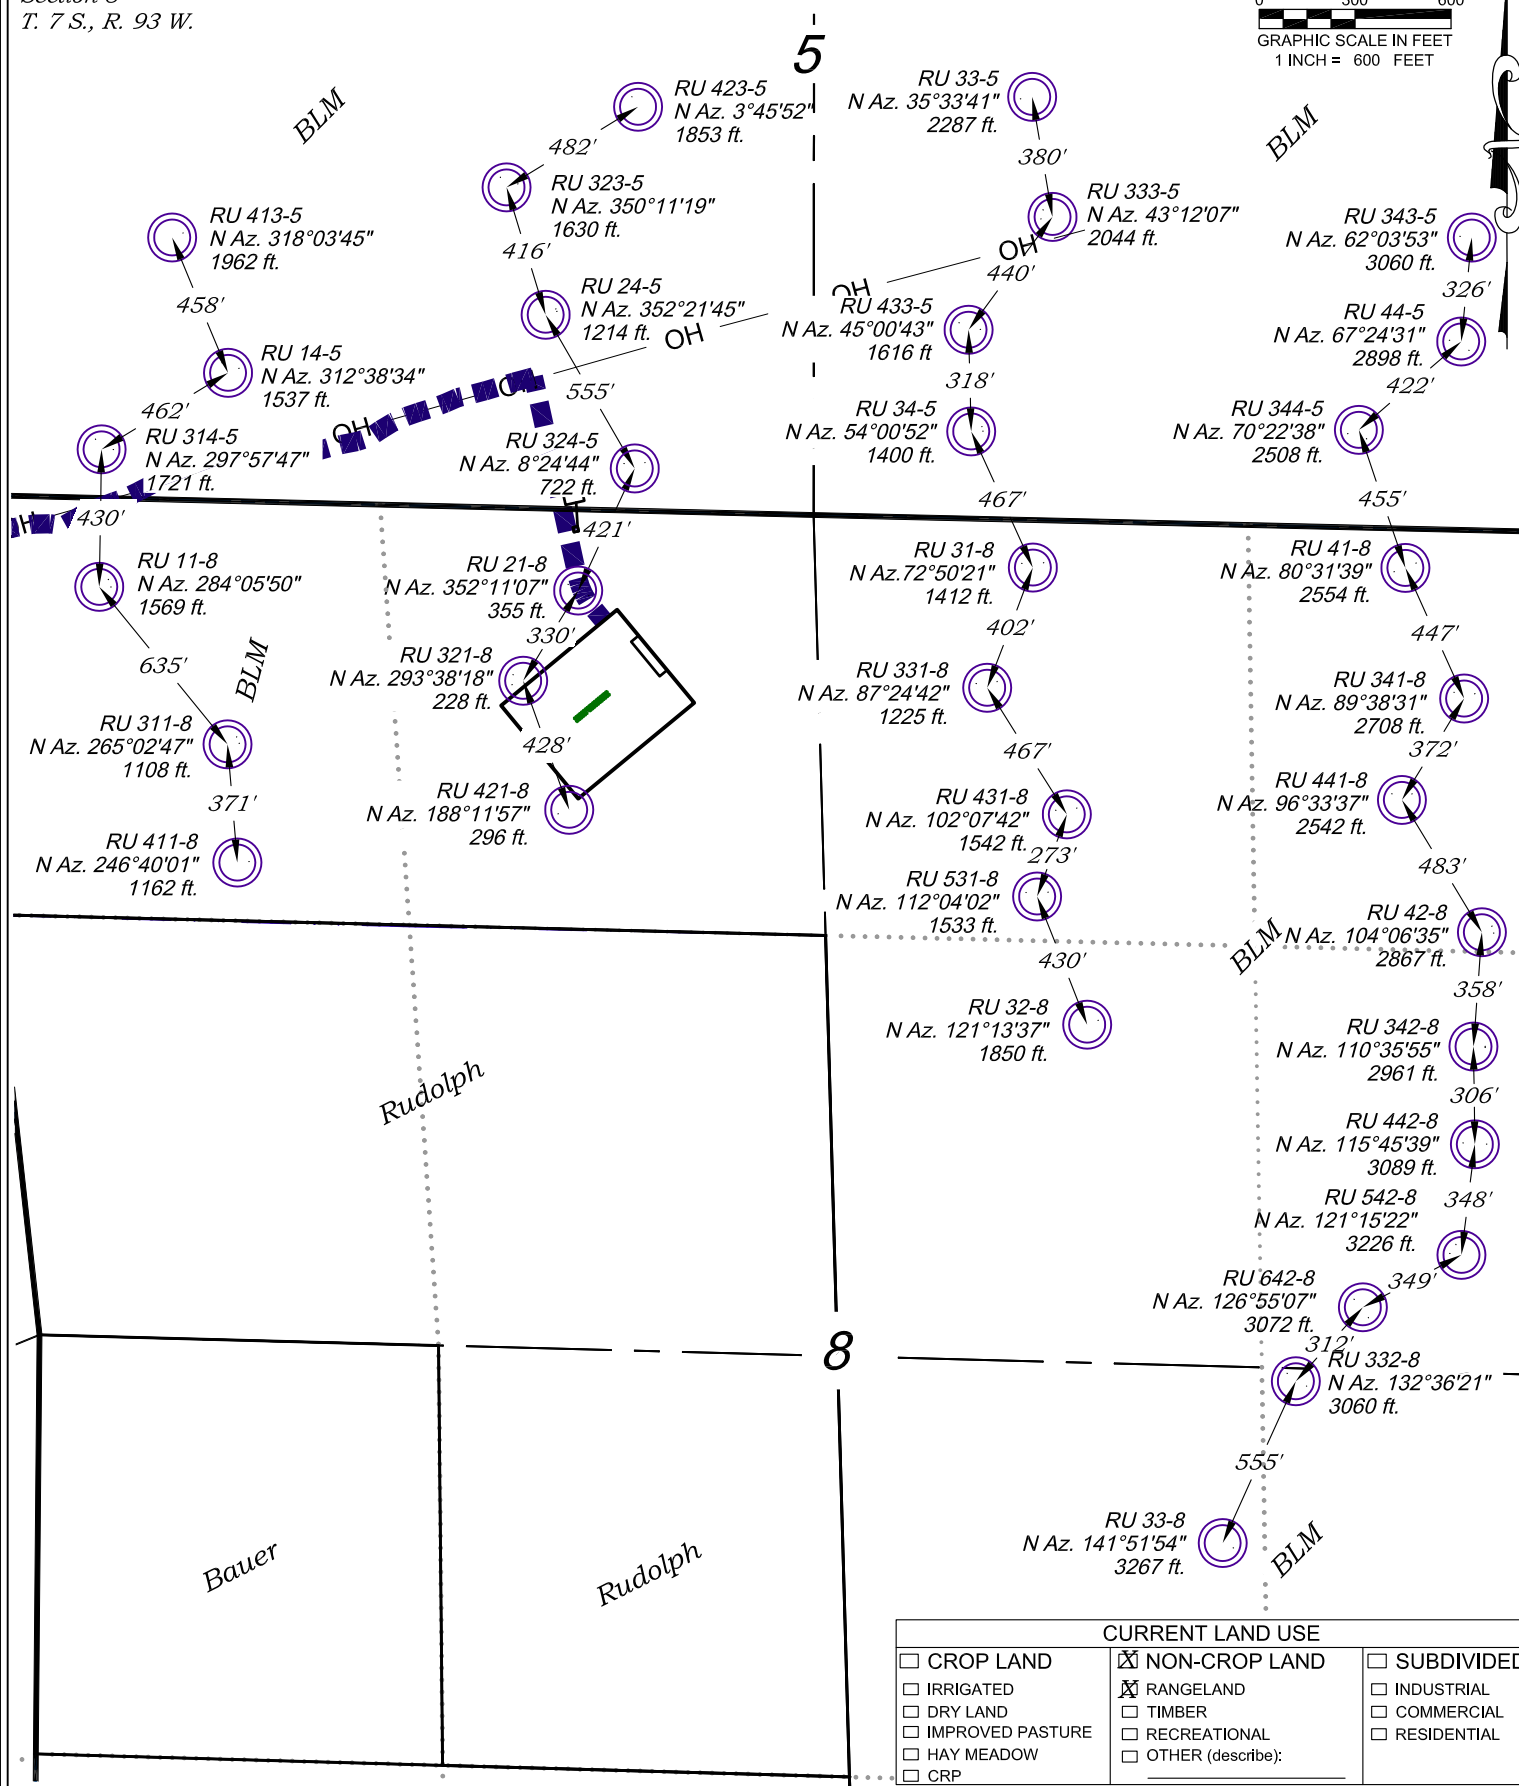 T. 7 S., R. 93 W.
0 300 600
GRAPHIC SCALE IN FEET
1 INCH = 600 FEET
5
BLM
RU 423-5
N Az. 3°45'52"
1853 ft.
482'
RU 33-5
N Az. 35°33'41"
2287 ft.
380'
BLM
RU 323-5
N Az. 350°11'19"
1630 ft.
416'
RU 333-5
N Az. 43°12'07"
2044 ft.
440'
OH
RU 413-5
N Az. 318°03'45"
1962 ft.
458'
RU 343-5
N Az. 62°03'53"
3060 ft.
326'
RU 24-5
N Az. 352°21'45"
1214 ft.
555'
OH
OH
RU 433-5
N Az. 45°00'43"
1616 ft
318'
RU 44-5
N Az. 67°24'31"
2898 ft.
422'
RU 14-5
N Az. 312°38'34"
1537 ft.
462'
OH
RU 34-5
N Az. 54°00'52"
1400 ft.
467'
RU 344-5
N Az. 70°22'38"
2508 ft.
455'
RU 314-5
N Az. 297°57'47"
1721 ft.
430'
RU 324-5
N Az. 8°24'44"
722 ft.
421'
RU 11-8
N Az. 284°05'50"
1569 ft.
635'
RU 21-8
N Az. 352°11'07"
355 ft.
330'
RU 31-8
N Az.72°50'21"
1412 ft.
402'
RU 41-8
N Az. 80°31'39"
2554 ft.
447'
BLM
RU 321-8
N Az. 293°38'18"
228 ft.
428'
RU 331-8
N Az. 87°24'42"
1225 ft.
467'
RU 341-8
N Az. 89°38'31"
2708 ft.
372'
RU 311-8
N Az. 265°02'47"
1108 ft.
371'
RU 421-8
N Az. 188°11'57"
296 ft.
RU 431-8
N Az. 102°07'42"
1542 ft.
273'
RU 441-8
N Az. 96°33'37"
2542 ft.
483'
RU 411-8
N Az. 246°40'01"
1162 ft.
RU 531-8
N Az. 112°04'02"
1533 ft.
430'
RU 42-8
N Az. 104°06'35"
2867 ft.
358'
BLM
RU 32-8
N Az. 121°13'37"
1850 ft.
RU 342-8
N Az. 110°35'55"
2961 ft.
306'
Rudolph
RU 442-8
N Az. 115°45'39"
3089 ft.
348'
RU 542-8
N Az. 121°15'22"
3226 ft.
349'
RU 642-8
N Az. 126°55'07"
3072 ft.
312'
8
RU 332-8
N Az. 132°36'21"
3060 ft.
555'
RU 33-8
N Az. 141°51'54"
3267 ft.
BLM
Bauer
Rudolph
CURRENT LAND USE
CROP LAND
IRRIGATED
DRY LAND
IMPROVED PASTURE
HAY MEADOW
CRP
X NON-CROP LAND
X RANGELAND
TIMBER
RECREATIONAL
OTHER (describe):
SUBDIVIDED
INDUSTRIAL
COMMERCIAL
RESIDENTIAL